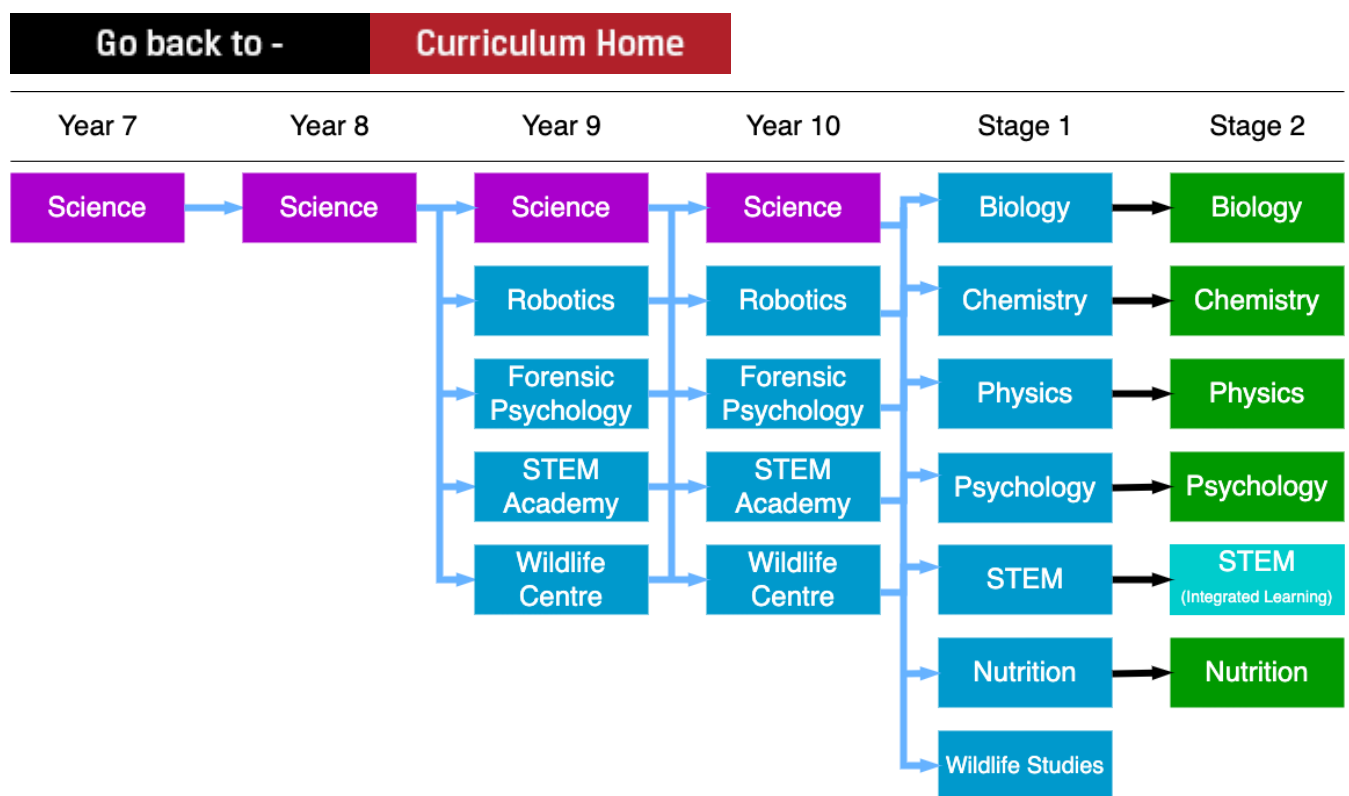 Go back to - Curriculum Home
Year 7 Year 8 Year 9 Year 10 Stage 1 Stage 2
Science Science Science Science Biology Biology
Robotics Robotics Chemistry Chemistry
Forensic
Psychology
Forensic
Psychology
Physics
Physics
STEM
Academy
STEM
Academy
Psychology
Psychology
Wildlife
Centre
Wildlife
Centre
STEM
STEM
(Integrated Learning)
Nutrition Nutrition
Wildlife Studies